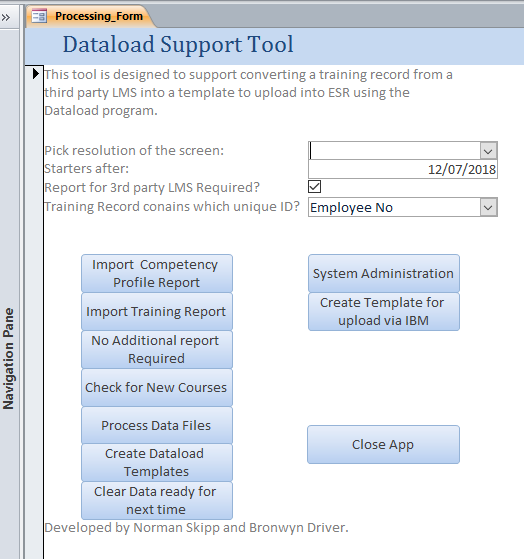 »
Processing_Form
Dataload Support Tool
This tool is designed to support converting a training record from a
third party LMS into a template to upload into ESR using the
Dataload program.
Pick resolution of the screen:
Starters after: 12/07/2018
Report for 3rd party LMS Required?
Training Record conains which unique ID? Employee No
Import Competency
Profile Report
System Administration
Import Training Report
Create Template for
upload via IBM
No Additional report
Required
Check for New Courses
Process Data Files
Close App
Create Dataload
Templates
Clear Data ready for
next time
Developed by Norman Skipp and Bronwyn Driver.
Navigation Pane